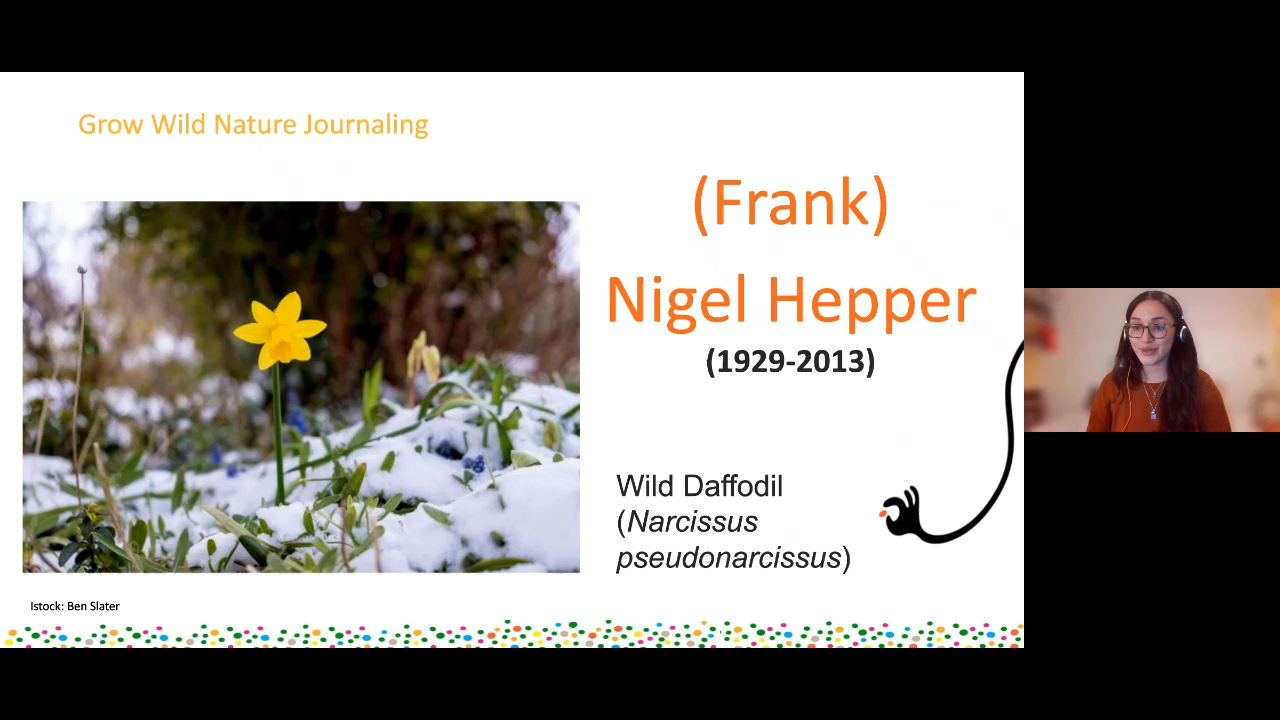 Grow Wild Nature Journaling
(Frank)
Nigel Hepper
(1929-2013)
Wild Daffodil
(Narcissus
pseudonarcissus)
Istock: Ben Slater